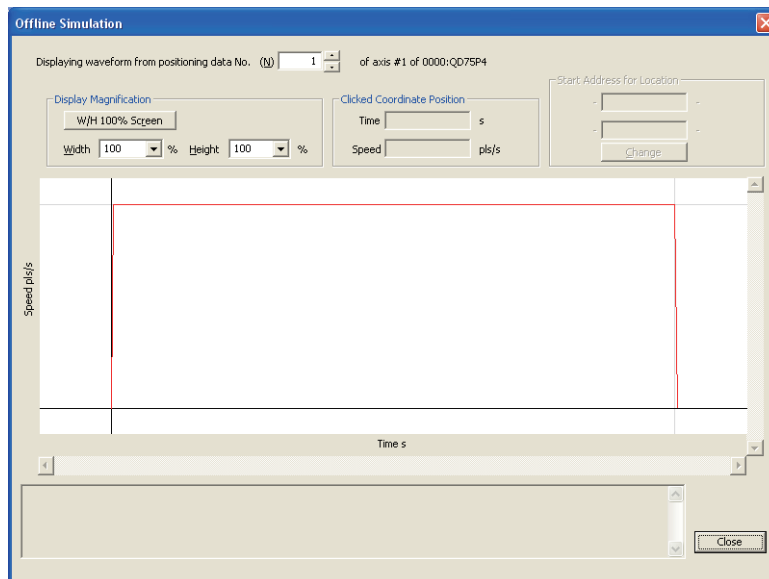 Offline Simulation
Displaying waveform from positioning data No. (N) 1 of axis #1 of 0000:QD75P4
Display Magnification
W/H 100% Screen
Width 100 % Height 100 %
Clicked Coordinate Position
Time s
Speed pls/s
Start Address for Location
- -
- -
Change
Speed pls/s
Time s
Close